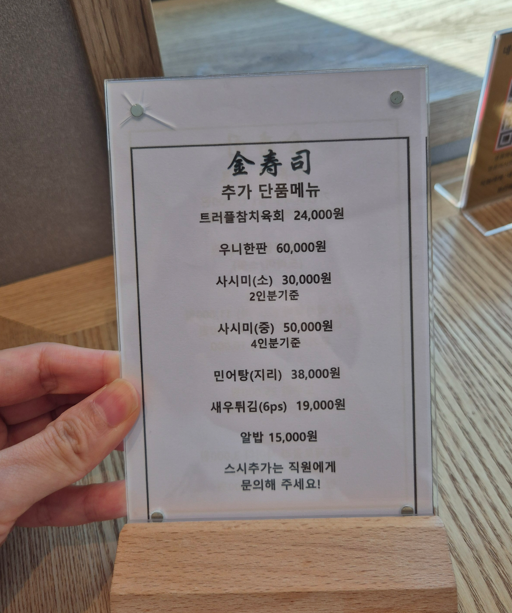 金寿司
추가 단품메뉴
트러플참치육회 24,000원
우니한판 60,000원
사시미(소) 30,000원
2인분기준
사시미(중) 50,000원
4인분기준
민어탕(지리) 38,000원
새우튀김(6ps) 19,000원
알밥 15,000원
스시추가는 직원에게
문의해 주세요!